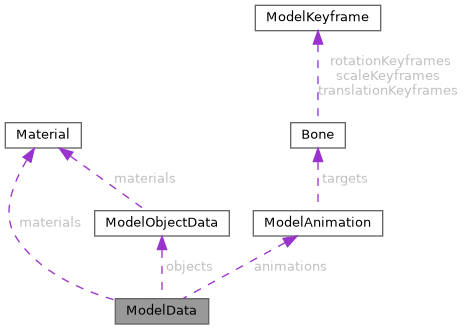 ModelKeyframe
rotationKeyframes
scaleKeyframes
translationKeyframes
Material
Bone
materials
targets
ModelObjectData
ModelAnimation
materials
objects
animations
ModelData